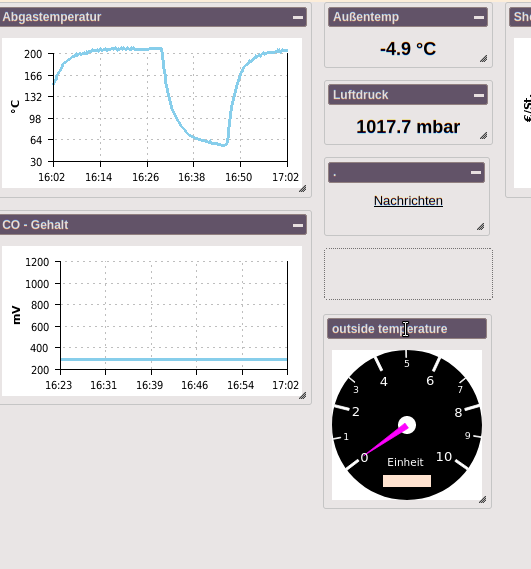 Abgastemperatur
°C
200
166
132
98
64
30
16:02 16:14 16:26 16:38 16:50 17:02
CO - Gehalt
mV
1200
1000
800
600
400
200
16:23 16:31 16:39 16:46 16:54 17:02
Außentemp
-4.9 °C
Luftdruck
1017.7 mbar
.
Nachrichten
outside temperature
0
1
2
3
4
5
6
7
8
9
10
Einheit
€/St.